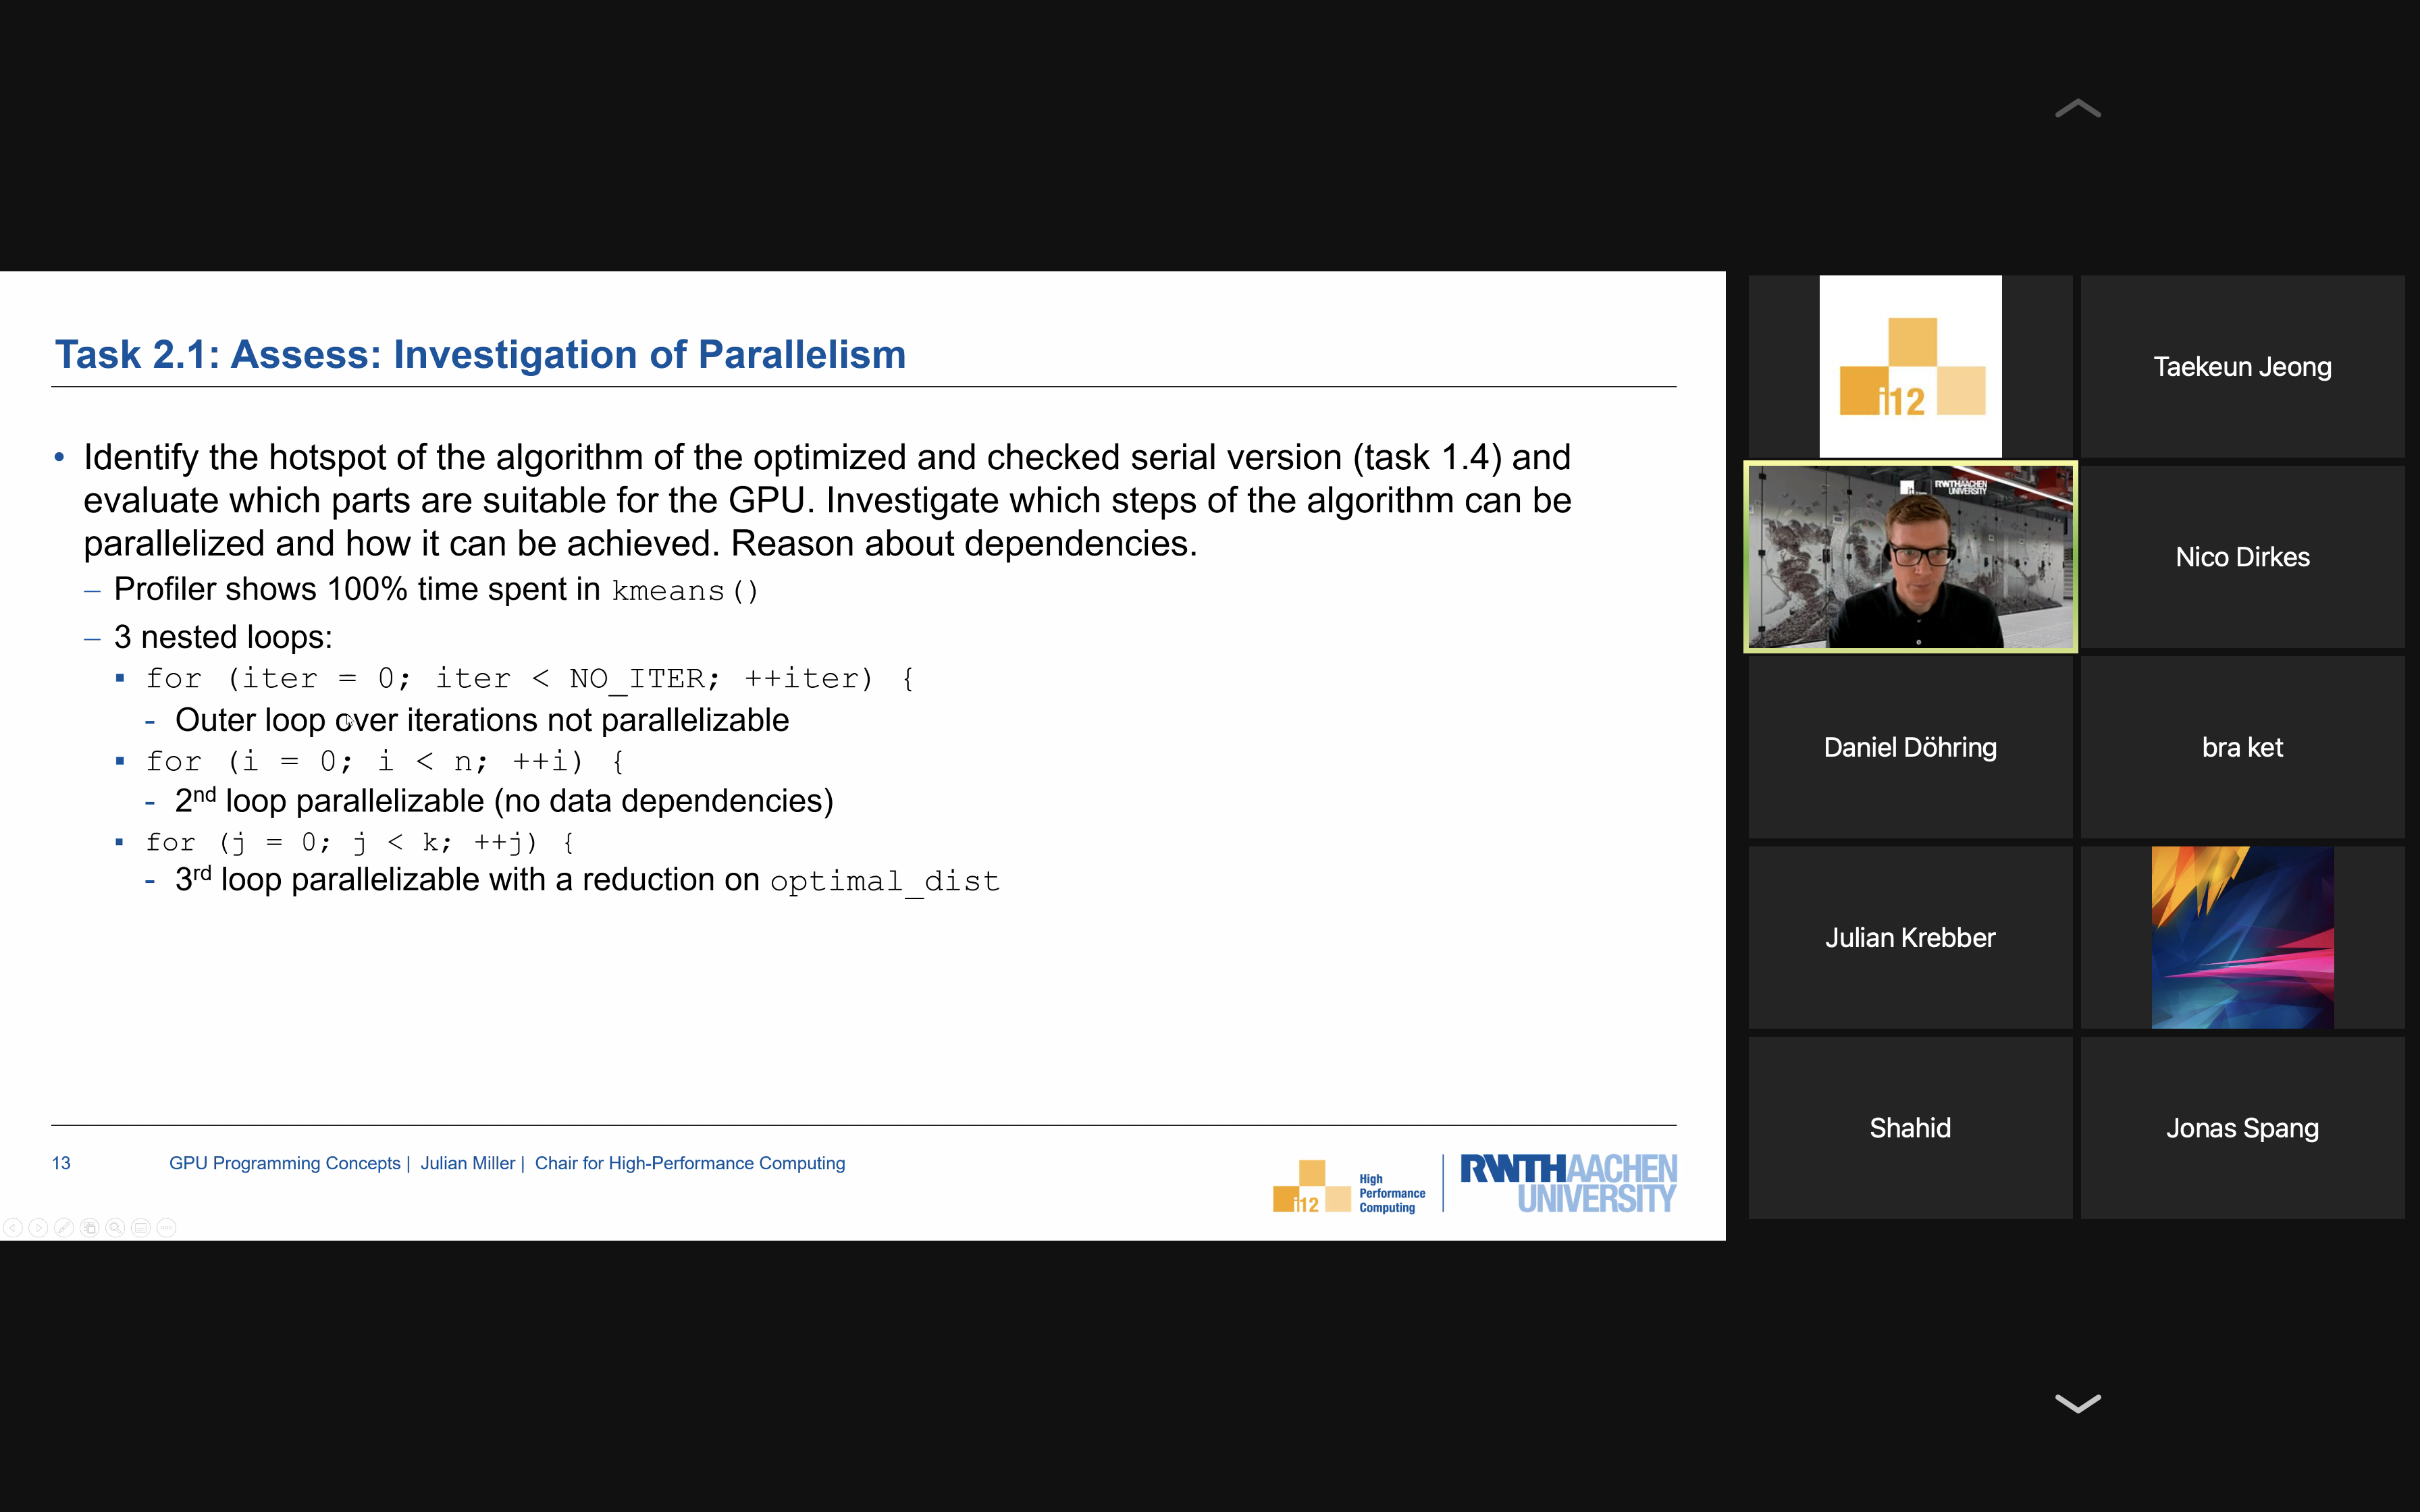 Task 2.1: Assess: Investigation of Parallelism
• Identify the hotspot of the algorithm of the optimized and checked serial version (task 1.4) and
evaluate which parts are suitable for the GPU. Investigate which steps of the algorithm can be
parallelized and how it can be achieved. Reason about dependencies.
– Profiler shows 100% time spent in kmeans()
– 3 nested loops:
▪ for (iter = 0; iter < NO_ITER; ++iter) {
- Outer loop over iterations not parallelizable
▪ for (i = 0; i < n; ++i) {
- 2nd loop parallelizable (no data dependencies)
▪ for (j = 0; j < k; ++j) {
- 3rd loop parallelizable with a reduction on optimal_dist
13 GPU Programming Concepts | Julian Miller | Chair for High-Performance Computing
i12
High
Performance
Computing
RWTH AACHEN
UNIVERSITY
i12
Taekeun Jeong
RWTH AACHEN
UNIVERSITY
Nico Dirkes
Daniel Döhring
bra ket
Julian Krebber
Shahid
Jonas Spang